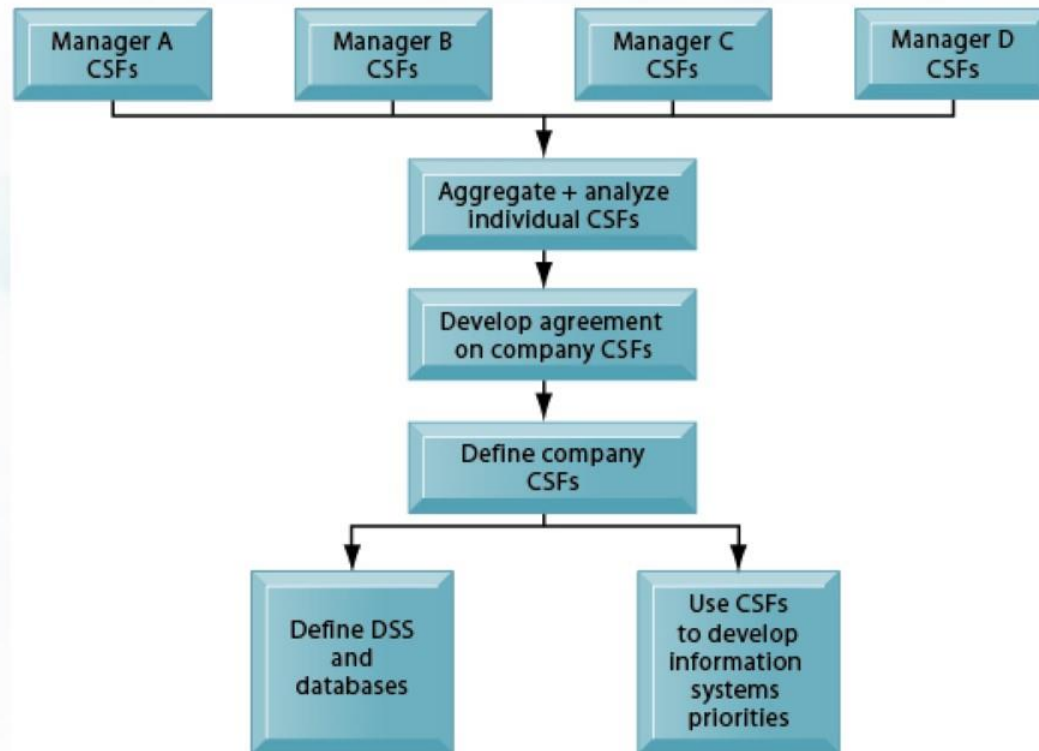 Manager A
CSFs
Manager B
CSFs
Manager C
CSFs
Manager D
CSFs
Aggregate + analyze
individual CSFs
Develop agreement
on company CSFs
Define company
CSFs
Define DSS
and
databases
Use CSFs
to develop
information
systems
priorities